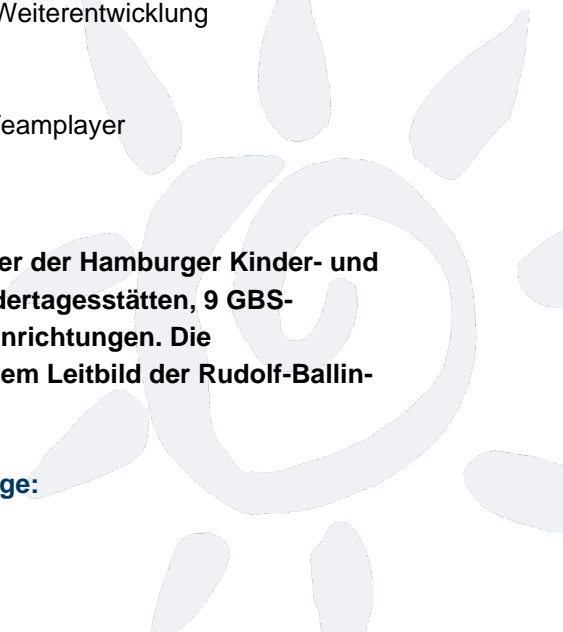 Weiterentwicklung
Teamplayer
er der Hamburger Kinder- und
dertagesstätten, 9 GBS-
nrichtungen. Die
em Leitbild der Rudolf-Ballin-
ge: